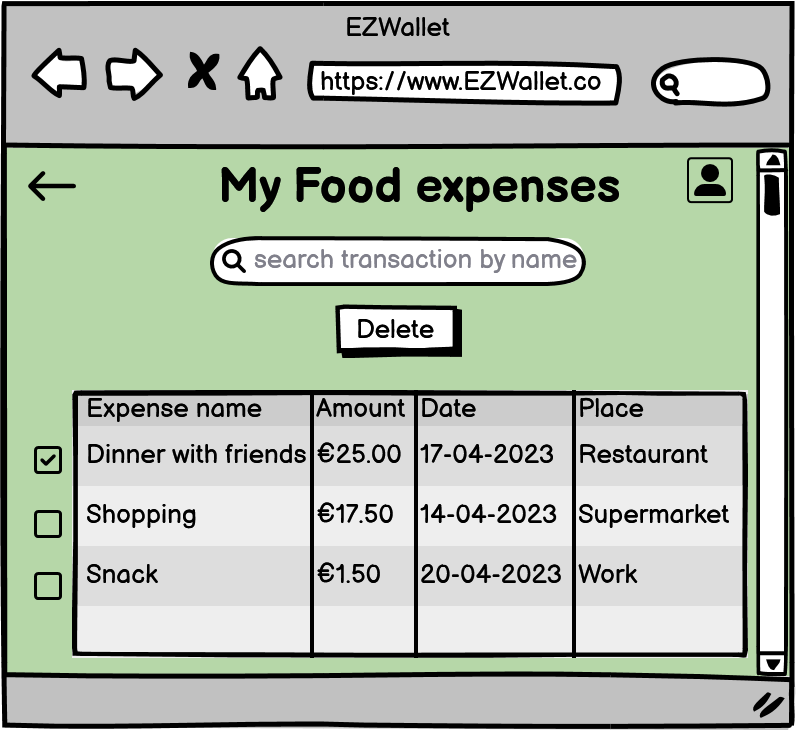 EZWallet
https://www.EZWallet.co
My Food expenses
search transaction by name
Delete
Expense name Amount Date Place
Dinner with friends €25.00 17-04-2023 Restaurant
Shopping €17.50 14-04-2023 Supermarket
Snack €1.50 20-04-2023 Work